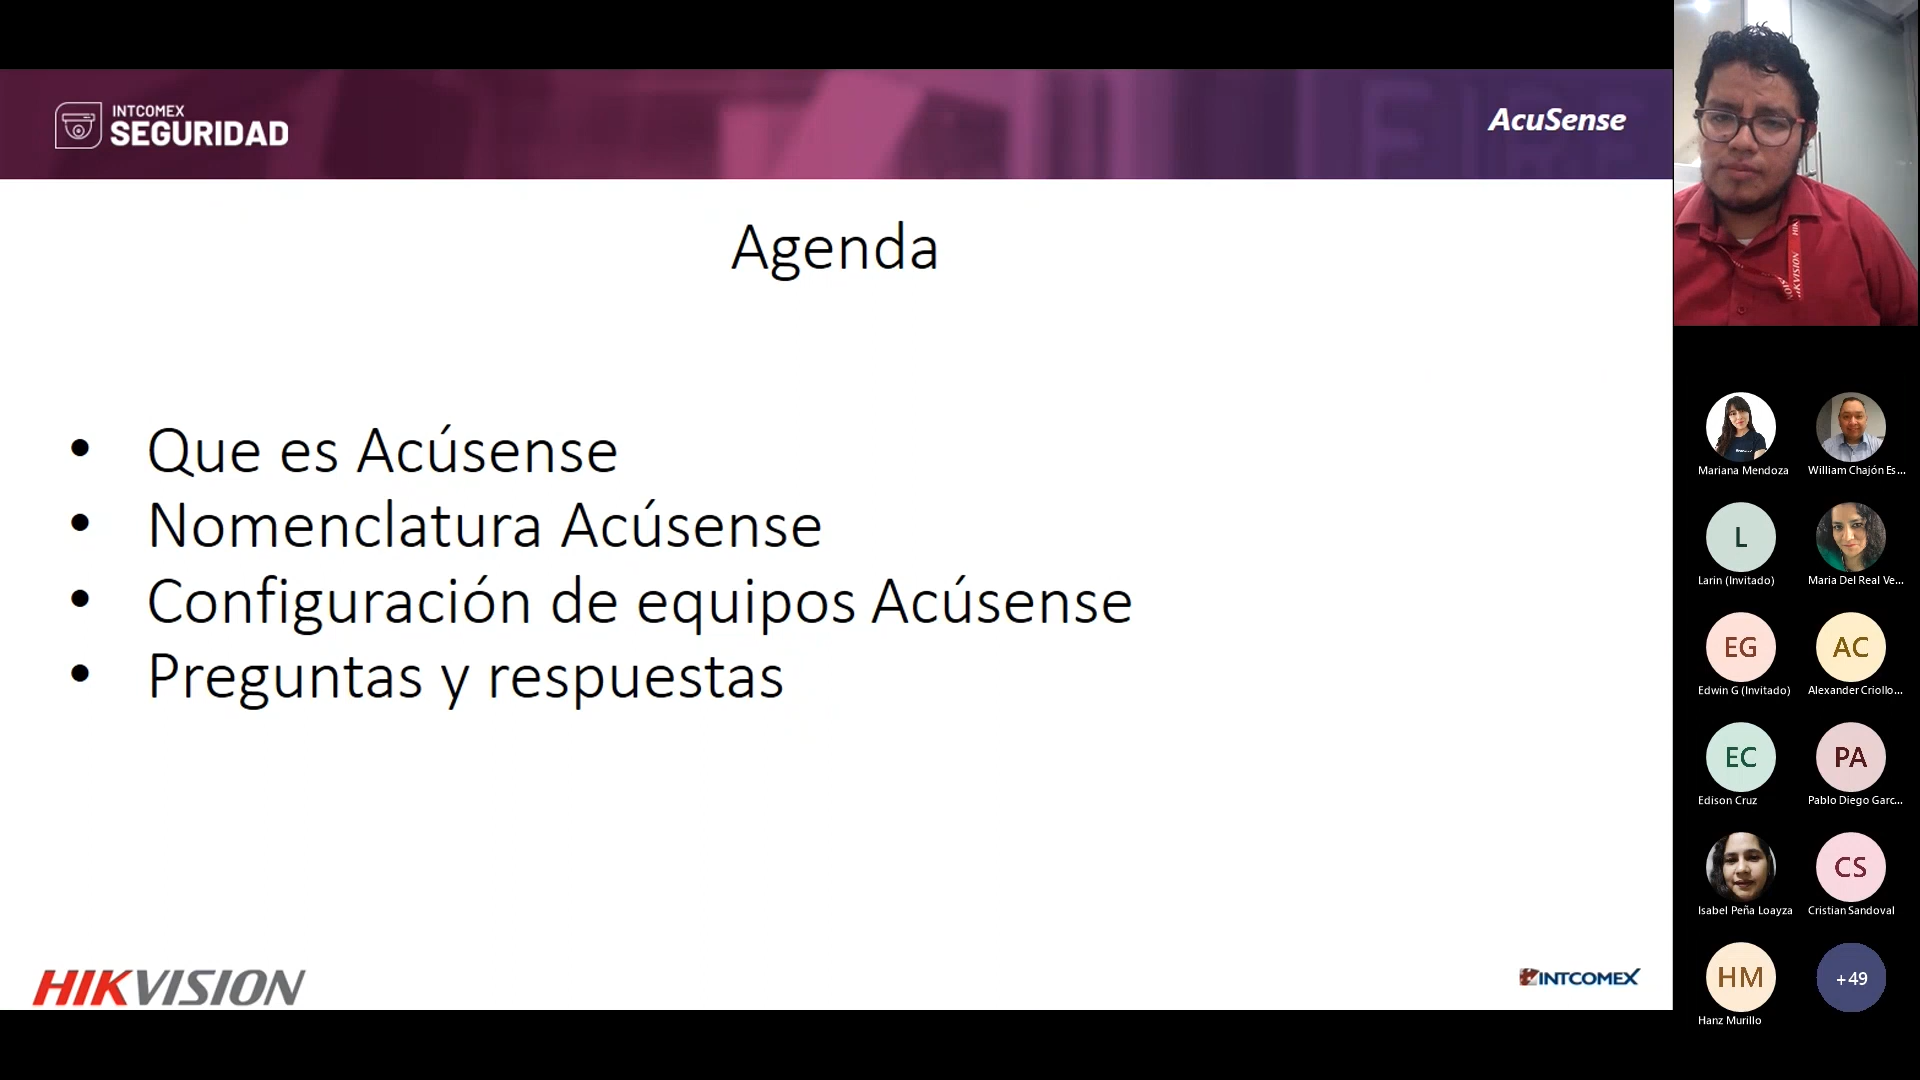 INTCOMEX
SEGURIDAD
AcuSense
Agenda
• Que es Acúsense
• Nomenclatura Acúsense
• Configuración de equipos Acúsense
• Preguntas y respuestas
HIKVISION
INTCOMEX
HIKVISION
Mariana Mendoza
William Chajón Es...
L
Larin (Invitado)
Maria Del Real Ve...
EG
Edwin G (Invitado)
AC
Alexander Criollo...
EC
Edison Cruz
PA
Pablo Diego Garc...
Isabel Peña Loayza
CS
Cristian Sandoval
HM
Hanz Murillo
+49